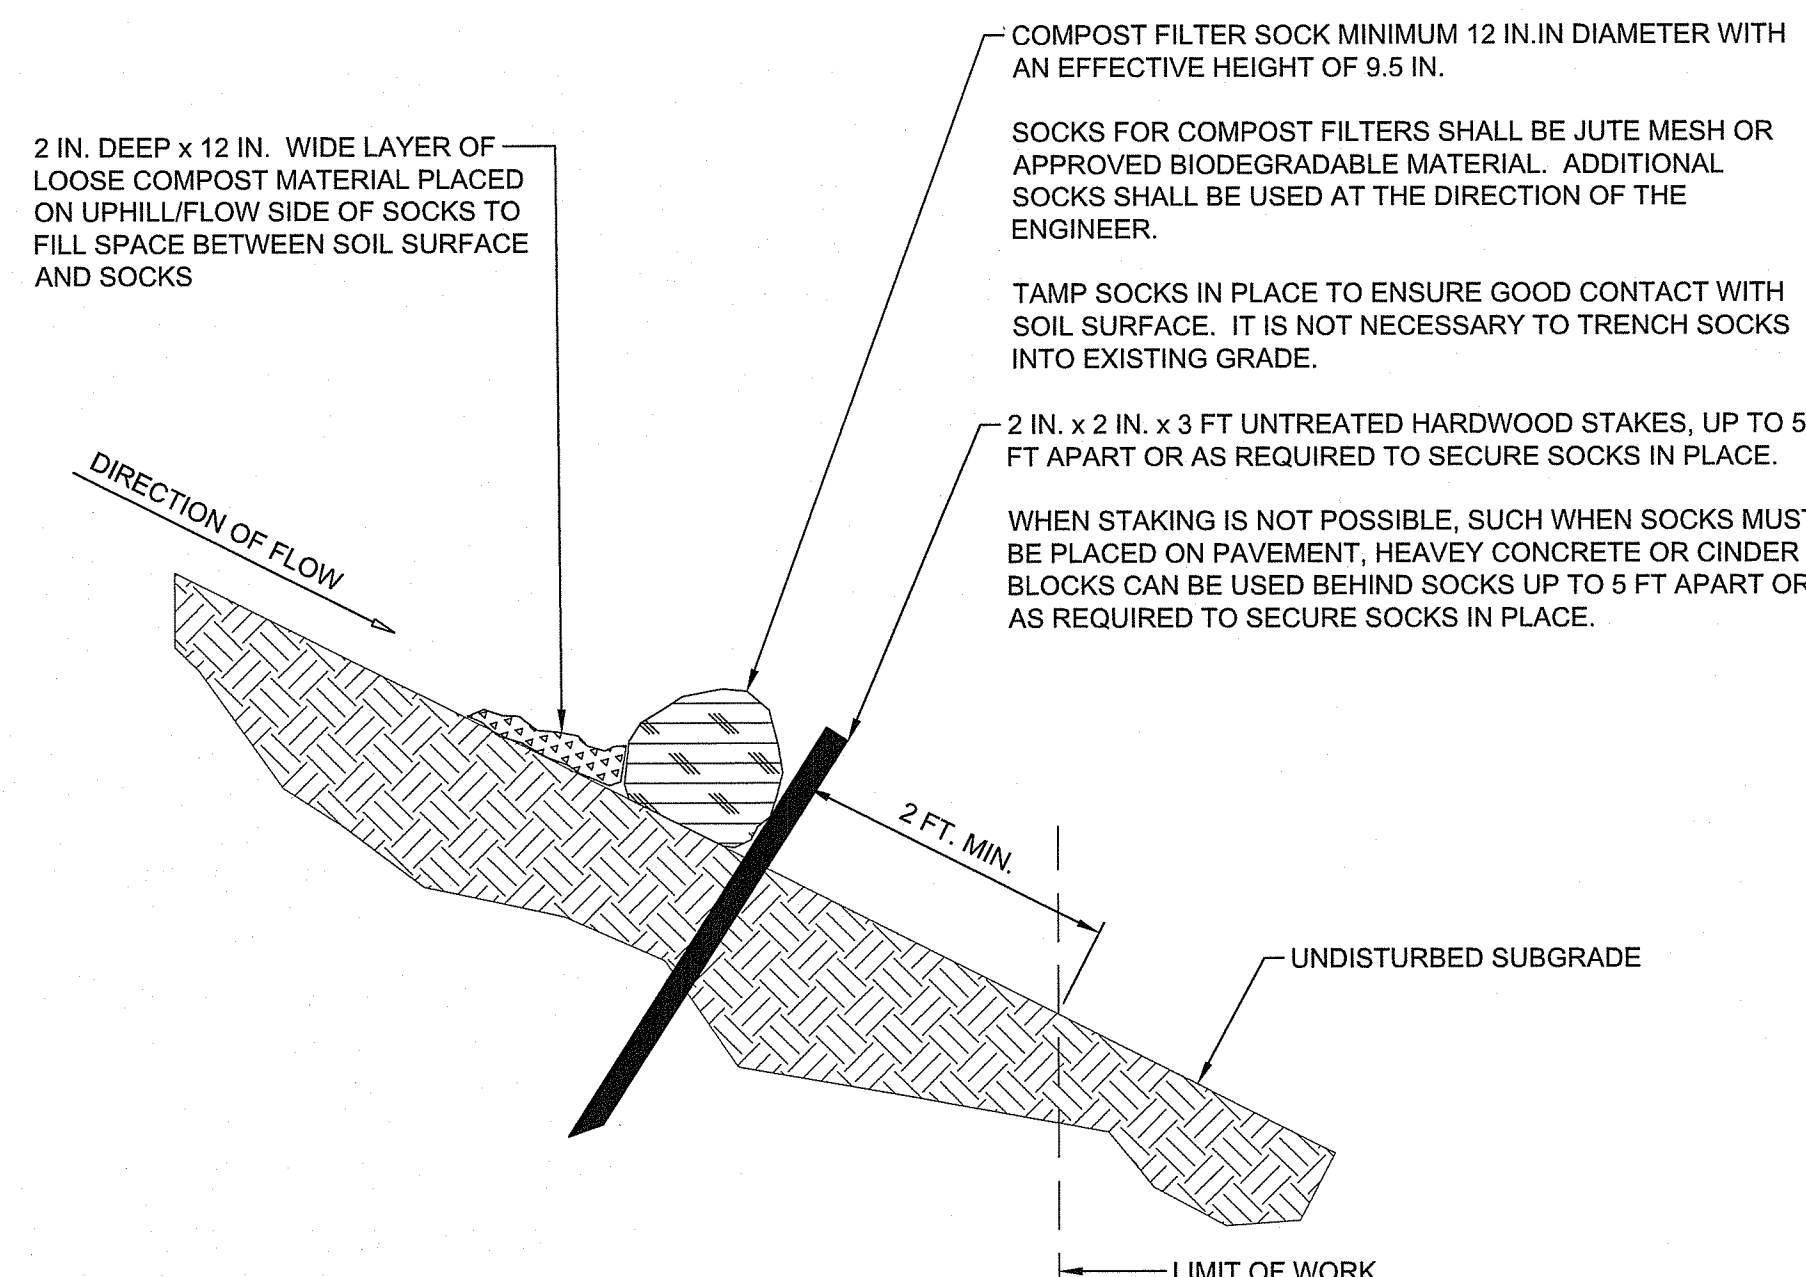 COMPOST FILTER SOCK MINIMUM 12 IN.IN DIAMETER WITH
AN EFFECTIVE HEIGHT OF 9.5 IN.
SOCKS FOR COMPOST FILTERS SHALL BE JUTE MESH OR
APPROVED BIODEGRADABLE MATERIAL. ADDITIONAL
SOCKS SHALL BE USED AT THE DIRECTION OF THE
ENGINEER.
TAMP SOCKS IN PLACE TO ENSURE GOOD CONTACT WITH
SOIL SURFACE. IT IS NOT NECESSARY TO TRENCH SOCKS
INTO EXISTING GRADE.
2 IN. DEEP x 12 IN. WIDE LAYER OF
LOOSE COMPOST MATERIAL PLACED
ON UPHILL/FLOW SIDE OF SOCKS TO
FILL SPACE BETWEEN SOIL SURFACE
AND SOCKS
2 IN. x 2 IN. x 3 FT UNTREATED HARDWOOD STAKES, UP TO 5
FT APART OR AS REQUIRED TO SECURE SOCKS IN PLACE.
WHEN STAKING IS NOT POSSIBLE, SUCH WHEN SOCKS MUST
BE PLACED ON PAVEMENT, HEAVEY CONCRETE OR CINDER
BLOCKS CAN BE USED BEHIND SOCKS UP TO 5 FT APART OR
AS REQUIRED TO SECURE SOCKS IN PLACE.
DIRECTION OF FLOW
2 FT. MIN.
UNDISTURBED SUBGRADE
LIMIT OF WORK